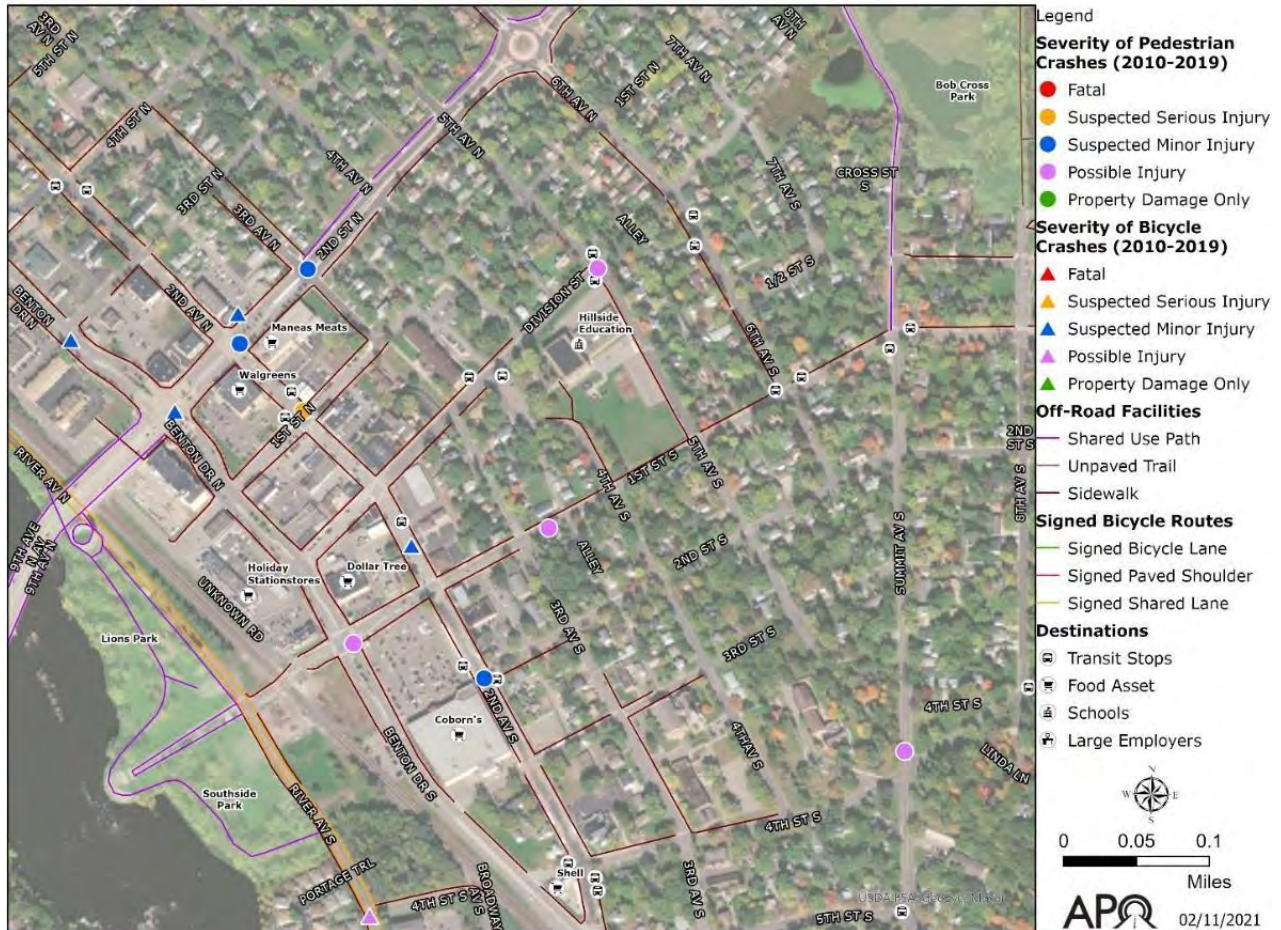 3RD
AV N
5TH ST N
4TH ST N
3RD ST N
3RD AV N
2ND ST N
4TH AV N
5TH AV N
6TH AV N
1ST ST N
7TH AV N
8TH
AV N
Bob Cross
Park
CROSS ST
S
7TH AV S
ALLEY
1/2 ST S
DIVISION ST
Hillside
Education
6TH AV S
BENTON
DR N
2ND AV N
Maneas Meats
Walgreens
1ST ST N
BENTON DR N
RIVER AV N
9TH AVE
N AV
9TH AV N
2ND
ST S
8TH AV S
5TH AV S
1ST ST S
4TH AV S
2ND ST S
ALLEY
SUMMIT AV S
Holiday
Stationstores
Dollar Tree
UNKNOWN RD
Lions Park
3RD AV S
3RD ST S
2ND AV S
Coborn's
4TH AV S
4TH ST S
LINDA LN
BENTON DR S
Southside
Park
RIVER AV S
PORTAGE TRL
4TH ST S
BROADWAY
AV S
Shell
3RD AV S
4TH ST S
5TH ST S
Legend
Severity of Pedestrian
Crashes (2010-2019)
Fatal
Suspected Serious Injury
Suspected Minor Injury
Possible Injury
Property Damage Only
Severity of Bicycle
Crashes (2010-2019)
Fatal
Suspected Serious Injury
Suspected Minor Injury
Possible Injury
Property Damage Only
Off-Road Facilities
Shared Use Path
Unpaved Trail
Sidewalk
Signed Bicycle Routes
Signed Bicycle Lane
Signed Paved Shoulder
Signed Shared Lane
Destinations
Transit Stops
Food Asset
Schools
Large Employers
N
W E
S
0 0.05 0.1
Miles
APO 02/11/2021